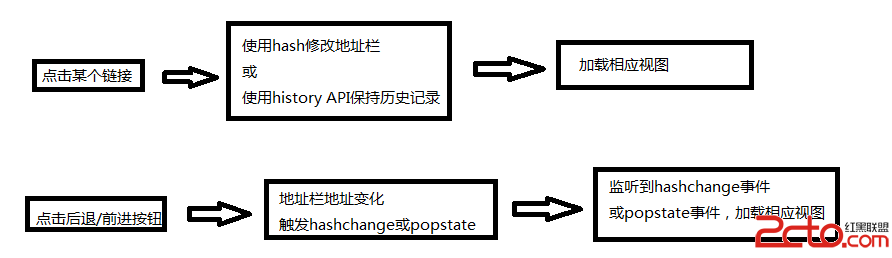 点击某个链接
使用hash修改地址栏
或
使用history API保持历史记录
加载相应视图
点击后退/前进按钮
地址栏地址变化
触发hashchange或popstate
监听到hashchange事件
或popstate事件，加载相应视图
红黑联盟
2cto.com